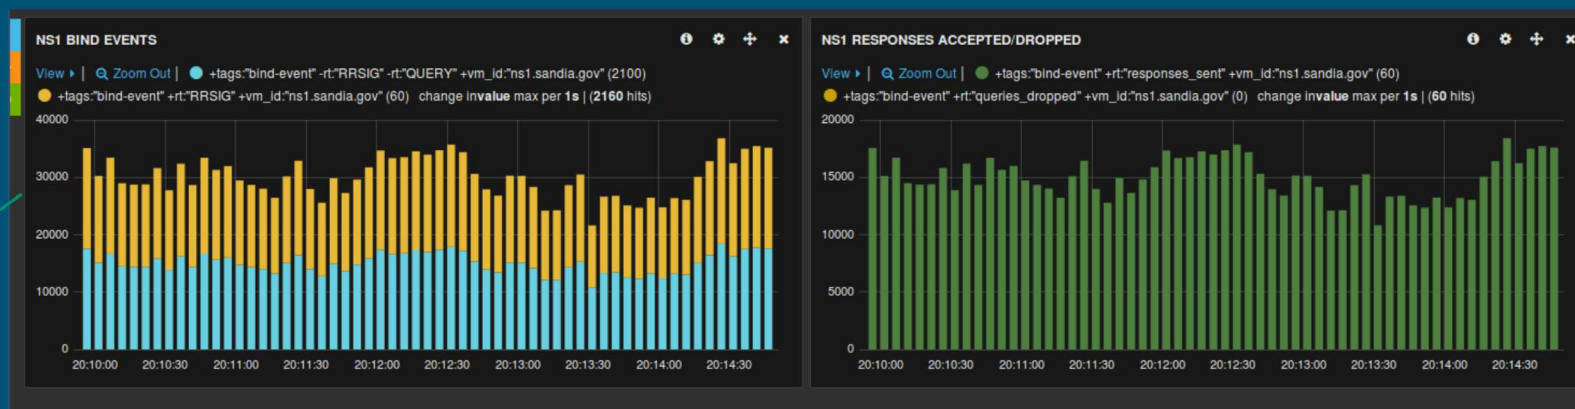 NS1 BIND EVENTS
View | Zoom Out | +tags:"bind-event" -rt:"RRSIG" -rt:"QUERY" +vm_id:"ns1.sandia.gov" (2100)
+tags:"bind-event" +rt:"RRSIG" +vm_id:"ns1.sandia.gov" (60) change invalue max per 1s | (2160 hits)
40000
30000
20000
10000
0
20:10:00 20:10:30 20:11:00 20:11:30 20:12:00 20:12:30 20:13:00 20:13:30 20:14:00 20:14:30
NS1 RESPONSES ACCEPTED/DROPPED
View | Zoom Out | +tags:"bind-event" +rt:"responses_sent" +vm_id:"ns1.sandia.gov" (60)
+tags:"bind-event" +rt:"queries_dropped" +vm_id:"ns1.sandia.gov" (0) change invalue max per 1s | (60 hits)
20000
15000
10000
5000
0
20:10:00 20:10:30 20:11:00 20:11:30 20:12:00 20:12:30 20:13:00 20:13:30 20:14:00 20:14:30